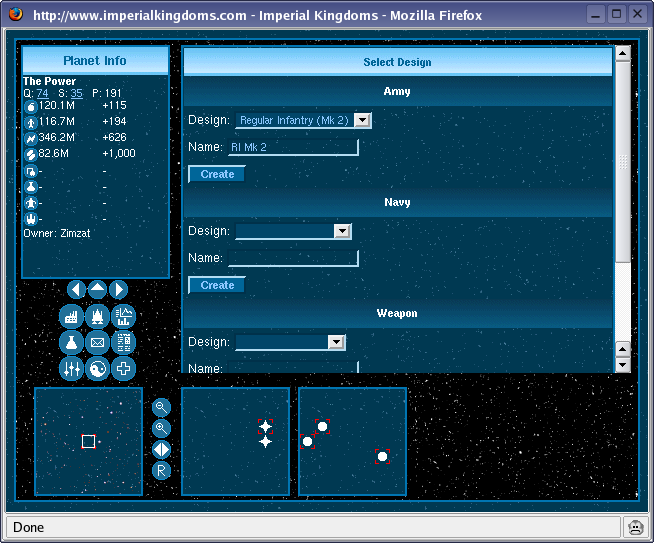 http://www.imperialkingdoms.com - Imperial Kingdoms - Mozilla Firefox
Planet Info
The Power
Q: 74 S: 35 P: 191
120.1M +115
116.7M +194
346.2M +626
82.6M +1,000
- -
- -
- -
- -
Owner: Zimzat
Select Design
Army
Design: Regular Infantry (Mk 2)
Name: RI Mk 2
Create
Navy
Design:
Name:
Create
Weapon
Design:
Name:
R
Done